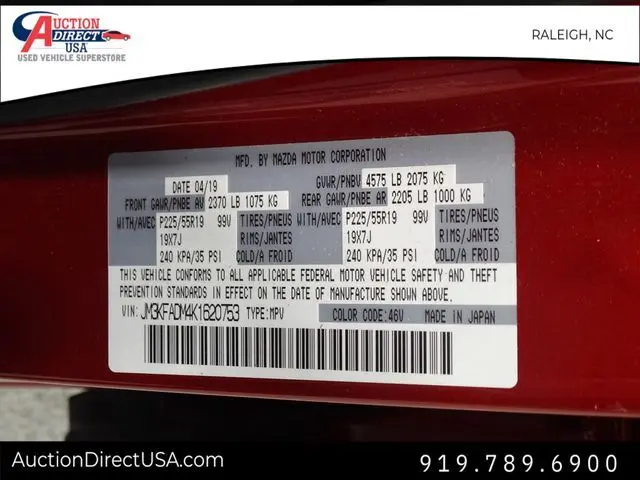 AUCTION
DIRECT
USA
USED VEHICLE SUPERSTORE
RALEIGH, NC
MFD. BY MAZDA MOTOR CORPORATION
DATE 04/19 GVWR/PNBV 4575 LB 2075 KG
FRONT GAWR/PNBE AV 2370 LB 1075 KG REAR GAWR/PNBE AR 2205 LB 1000 KG
WITH/AVEC P225/55R19 99V TIRES/PNEUS WITH/AVEC P225/55R19 99V TIRES/PNEUS
19X7J RIMS/JANTES 19X7J RIMS/JANTES
240 KPA/35 PSI COLD/A FROID 240 KPA/35 PSI COLD/A FROID
THIS VEHICLE CONFORMS TO ALL APPLICABLE FEDERAL MOTOR VEHICLE SAFETY AND THEFT
PREVENTION STANDARDS IN EFFECT ON THE DATE OF MANUFACTURE SHOWN ABOVE.
VIN: JM3KFADM4K1620753 TYPE:MPV COLOR CODE:46V MADE IN JAPAN
AuctionDirectUSA.com 919.789.6900